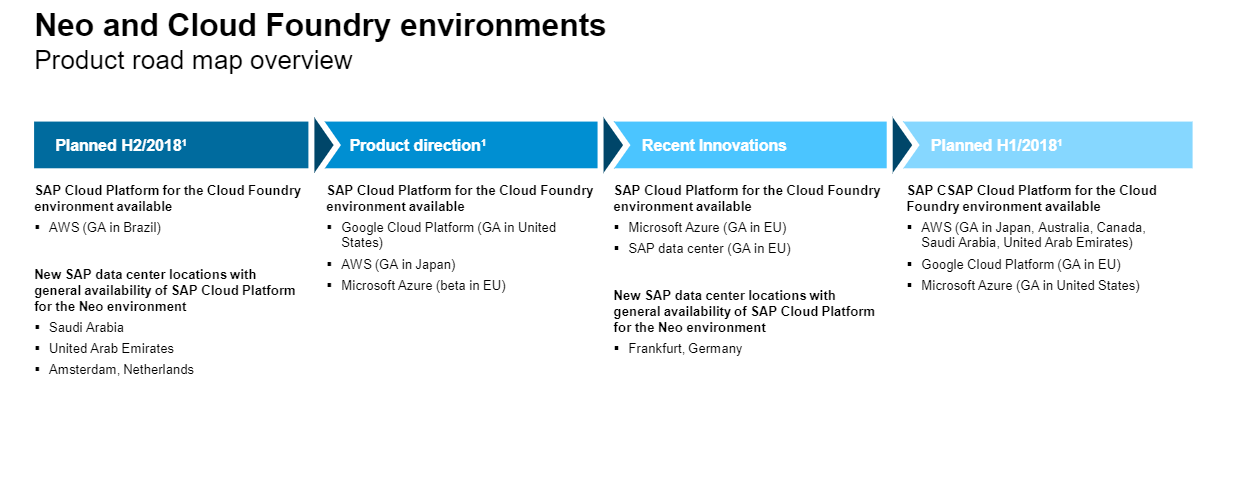 Neo and Cloud Foundry environments
Product road map overview
Planned H2/2018¹
SAP Cloud Platform for the Cloud Foundry
environment available
▪ AWS (GA in Brazil)
New SAP data center locations with
general availability of SAP Cloud Platform
for the Neo environment
▪ Saudi Arabia
▪ United Arab Emirates
▪ Amsterdam, Netherlands
Product direction¹
SAP Cloud Platform for the Cloud Foundry
environment available
▪ Google Cloud Platform (GA in United
States)
▪ AWS (GA in Japan)
▪ Microsoft Azure (beta in EU)
Recent Innovations
SAP Cloud Platform for the Cloud Foundry
environment available
▪ Microsoft Azure (GA in EU)
▪ SAP data center (GA in EU)
New SAP data center locations with
general availability of SAP Cloud Platform
for the Neo environment
▪ Frankfurt, Germany
Planned H1/2018¹
SAP CSAP Cloud Platform for the Cloud
Foundry environment available
▪ AWS (GA in Japan, Australia, Canada,
Saudi Arabia, United Arab Emirates)
▪ Google Cloud Platform (GA in EU)
▪ Microsoft Azure (GA in United States)